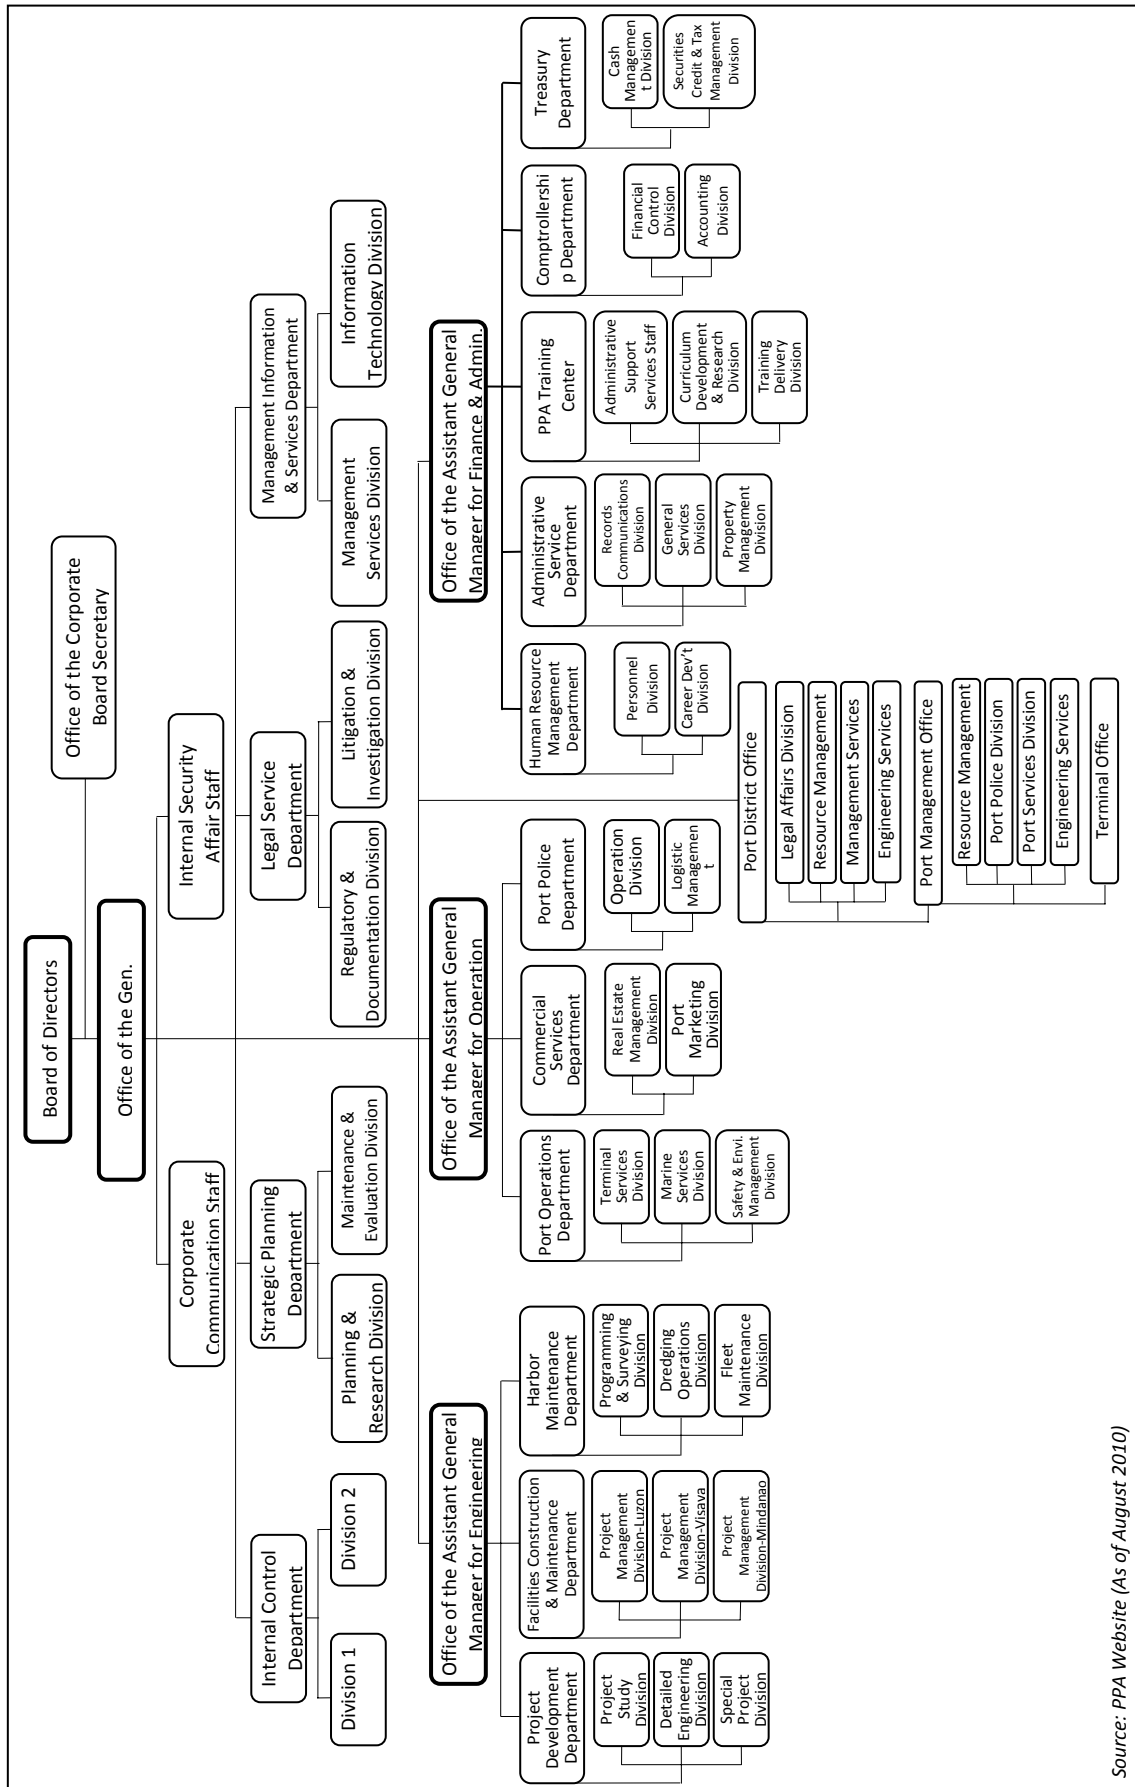 Board of Directors
Office of the Corporate
Board Secretary
Office of the Gen.
Corporate
Communication Staff
Internal Security
Affair Staff
Internal Control
Department
Strategic Planning
Department
Legal Service
Department
Management Information
& Services Department
Division 1
Division 2
Planning &
Research Division
Maintenance &
Evaluation Division
Regulatory &
Documentation Division
Litigation &
Investigation Division
Management
Services Division
Information
Technology Division
Office of the Assistant General
Manager for Engineering
Office of the Assistant General
Manager for Operation
Office of the Assistant General
Manager for Finance & Admin.
Project
Development
Department
Facilities Construction
& Maintenance
Department
Harbor
Maintenance
Department
Port Operations
Department
Commercial
Services
Department
Port Police
Department
Human Resource
Management
Department
Administrative
Service
Department
PPA Training
Center
Comptrollershi
p Department
Treasury
Department
Project
Study
Division
Detailed
Engineering
Division
Special
Project
Division
Project
Management
Division-Luzon
Project
Management
Division-Visava
Project
Management
Division-Mindanao
Programming
& Surveying
Division
Dredging
Operations
Division
Fleet
Maintenance
Division
Terminal
Services
Division
Marine
Services
Division
Safety & Envi.
Management
Division
Real Estate
Management
Division
Port
Marketing
Division
Operation
Division
Logistic
Managemen
t
Personnel
Division
Career Dev't
Division
Records
Communications
Division
General
Services
Division
Property
Management
Division
Administrative
Support
Services Staff
Curriculum
Development
& Research
Division
Training
Delivery
Division
Financial
Control
Division
Accounting
Division
Cash
Managemen
t Division
Securities
Credit & Tax
Management
Division
Port District Office
Legal Affairs Division
Resource Management
Management Services
Engineering Services
Port Management Office
Resource Management
Port Police Division
Port Services Division
Engineering Services
Terminal Office
Source: PPA Website (As of August 2010)